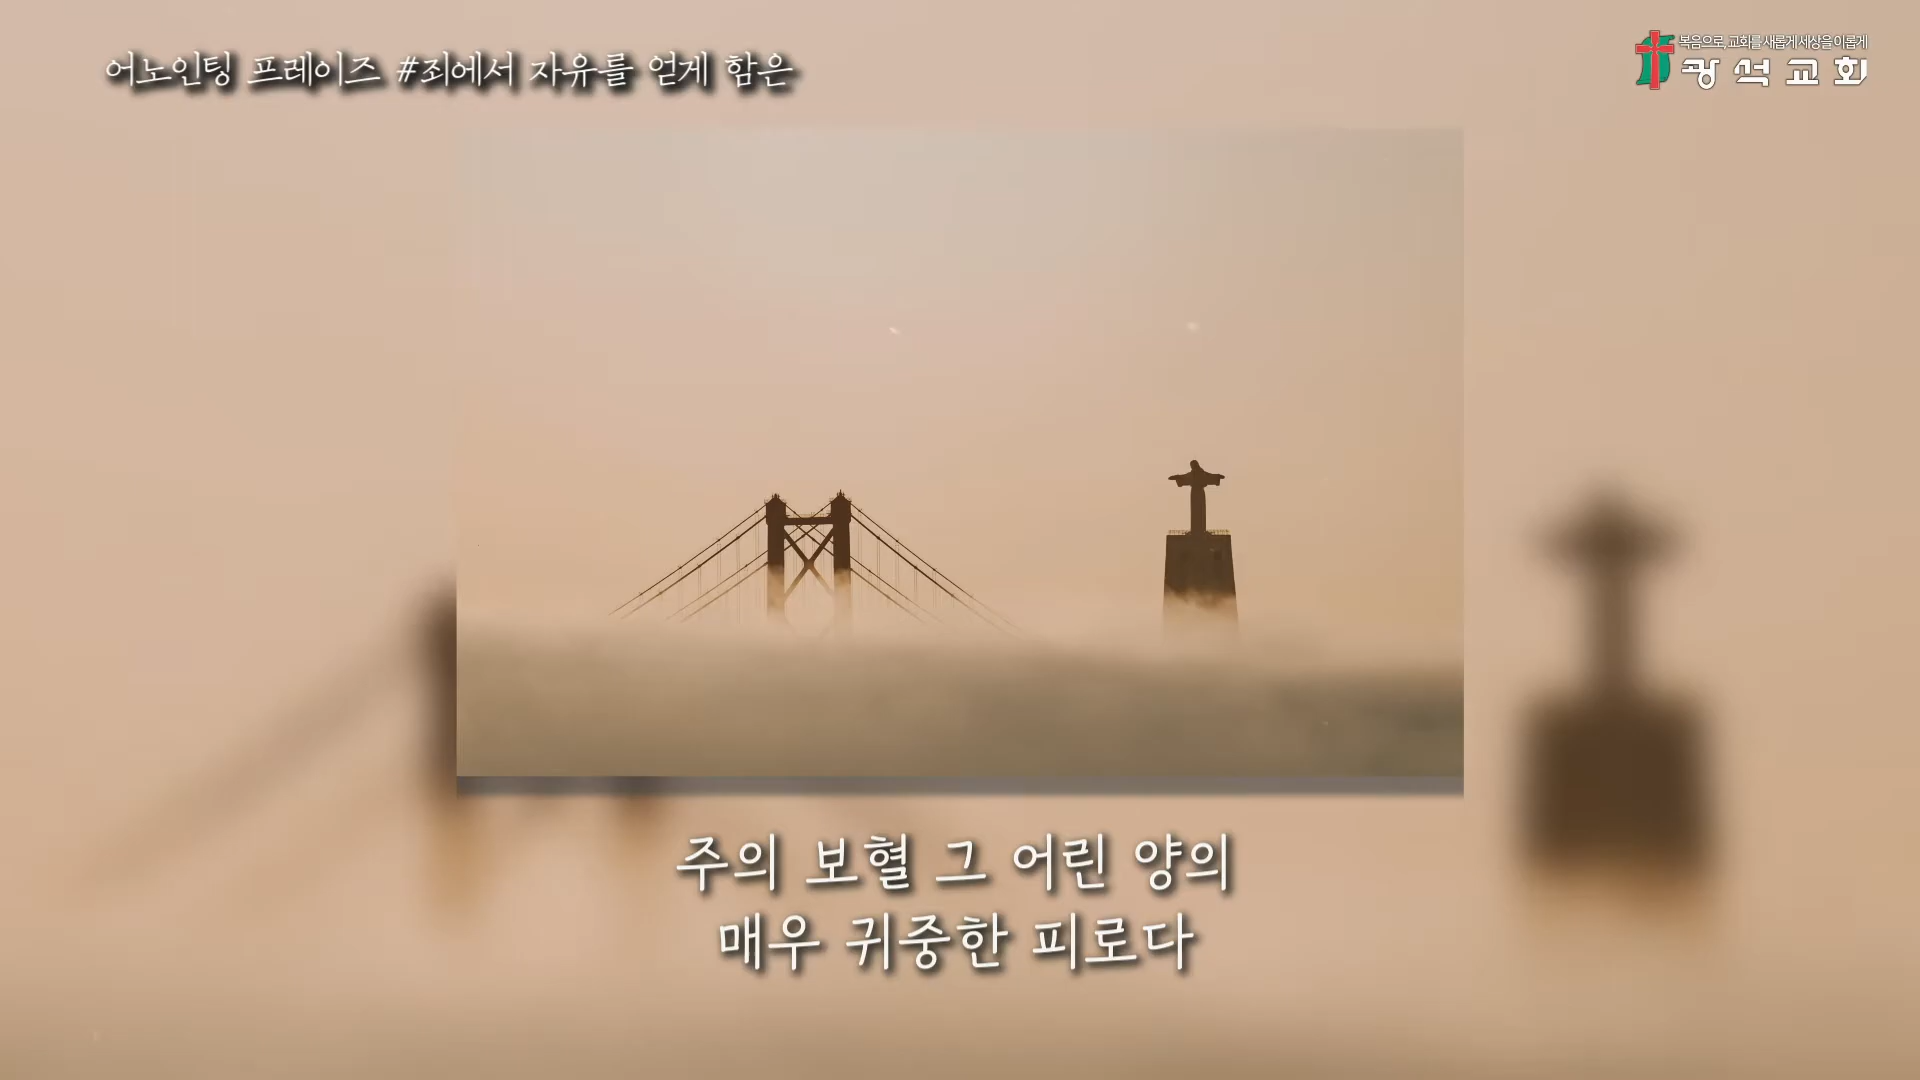 어노인팅 프레이즈 #죄에서 자유를 얻게 함은
복음으로, 교회를 새롭게 세상을 이롭게
광석교회
주의 보혈 그 어린 양의
매우 귀중한 피로다